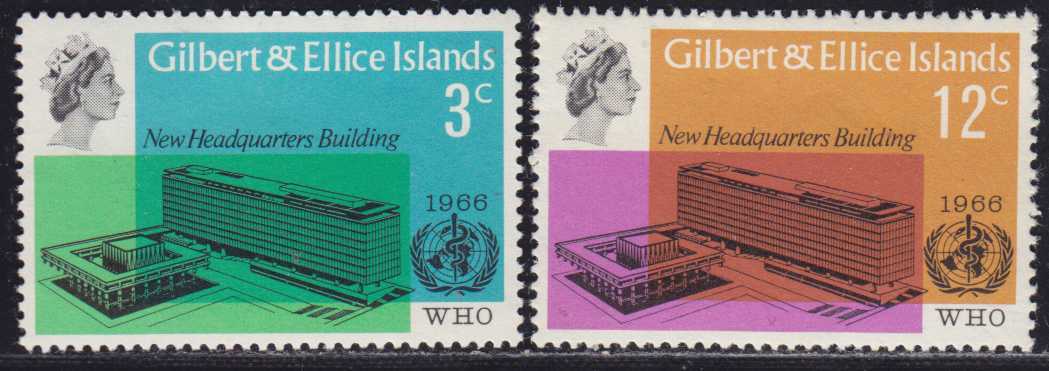 Gilbert & Ellice Islands
3c
New Headquarters Building
1966
WHO
Gilbert & Ellice Islands
12c
New Headquarters Building
1966
WHO